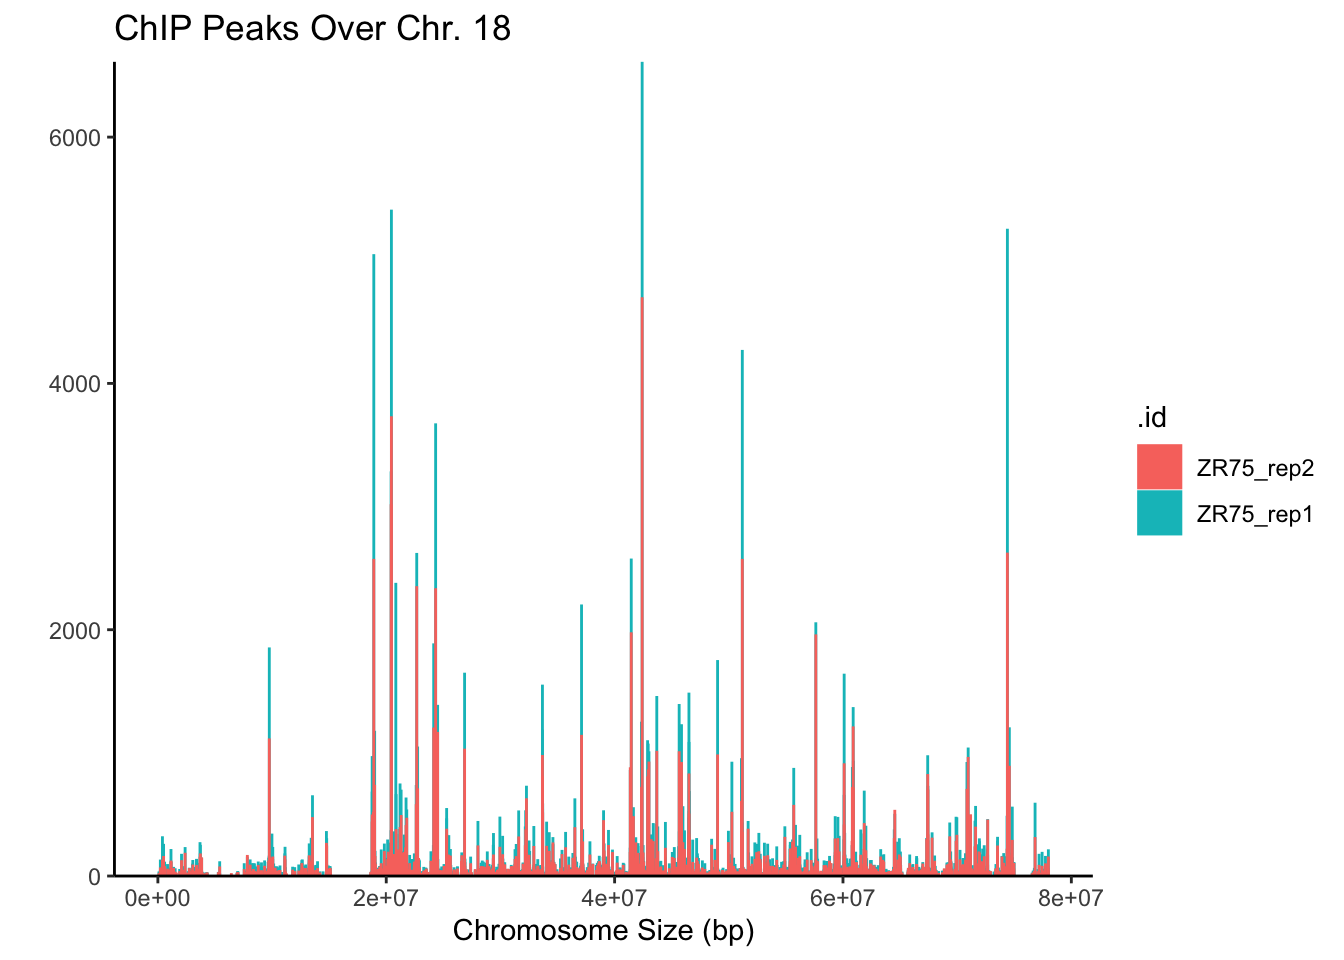 ChIP Peaks Over Chr. 18
6000
4000
2000
0
0e+00 2e+07 4e+07 6e+07 8e+07
Chromosome Size (bp)
.id
ZR75_rep2
ZR75_rep1